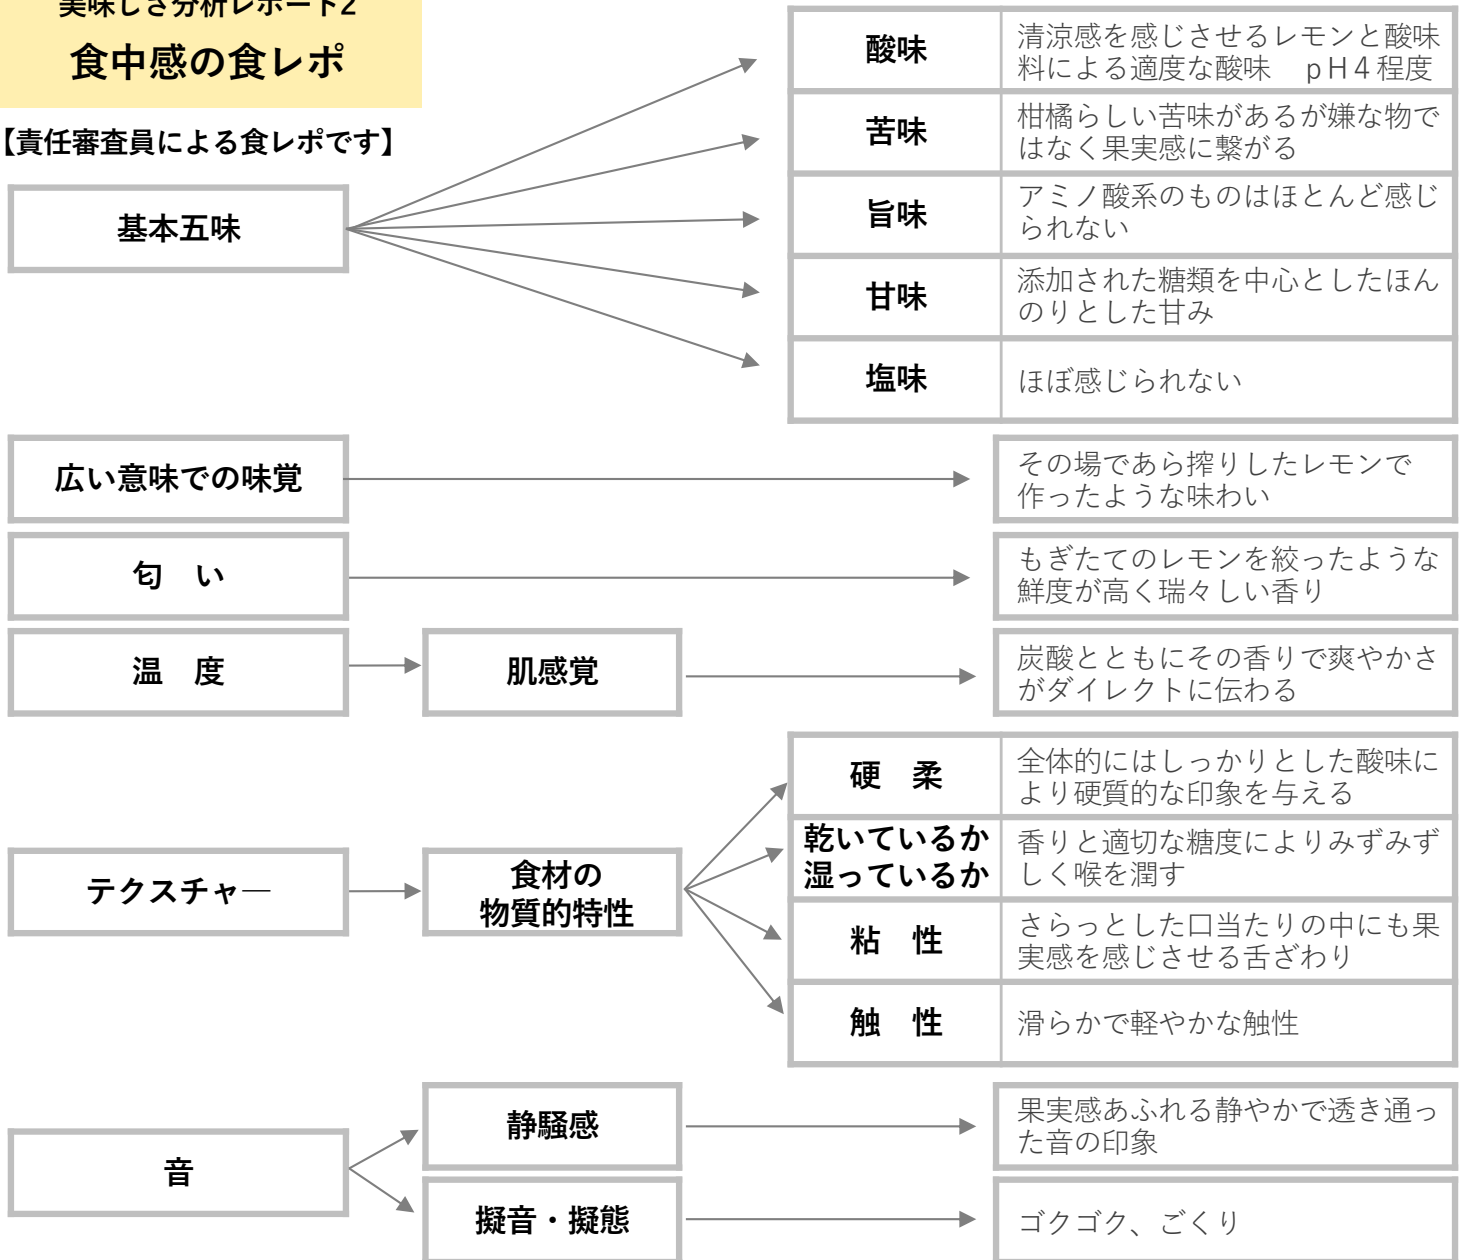 美味しさ分析レポート2
食中感の食レポ
【責任審査員による食レポです】
基本五味
酸味
清涼感を感じさせるレモンと酸味
料による適度な酸味　ｐＨ４程度
苦味
柑橘らしい苦味があるが嫌な物で
はなく果実感に繋がる
旨味
アミノ酸系のものはほとんど感じ
られない
甘味
添加された糖類を中心としたほん
のりとした甘み
塩味
ほぼ感じられない
広い意味での味覚
その場であら搾りしたレモンで
作ったような味わい
匂　い
もぎたてのレモンを絞ったような
鮮度が高く瑞々しい香り
温　度
肌感覚
炭酸とともにその香りで爽やかさ
がダイレクトに伝わる
テクスチャ―
食材の
物質的特性
硬　柔
全体的にはしっかりとした酸味に
より硬質的な印象を与える
乾いているか
湿っているか
香りと適切な糖度によりみずみず
しく喉を潤す
粘　性
さらっとした口当たりの中にも果
実感を感じさせる舌ざわり
触　性
滑らかで軽やかな触性
音
静騒感
果実感あふれる静やかで透き通っ
た音の印象
擬音・擬態
ゴクゴク、ごくり